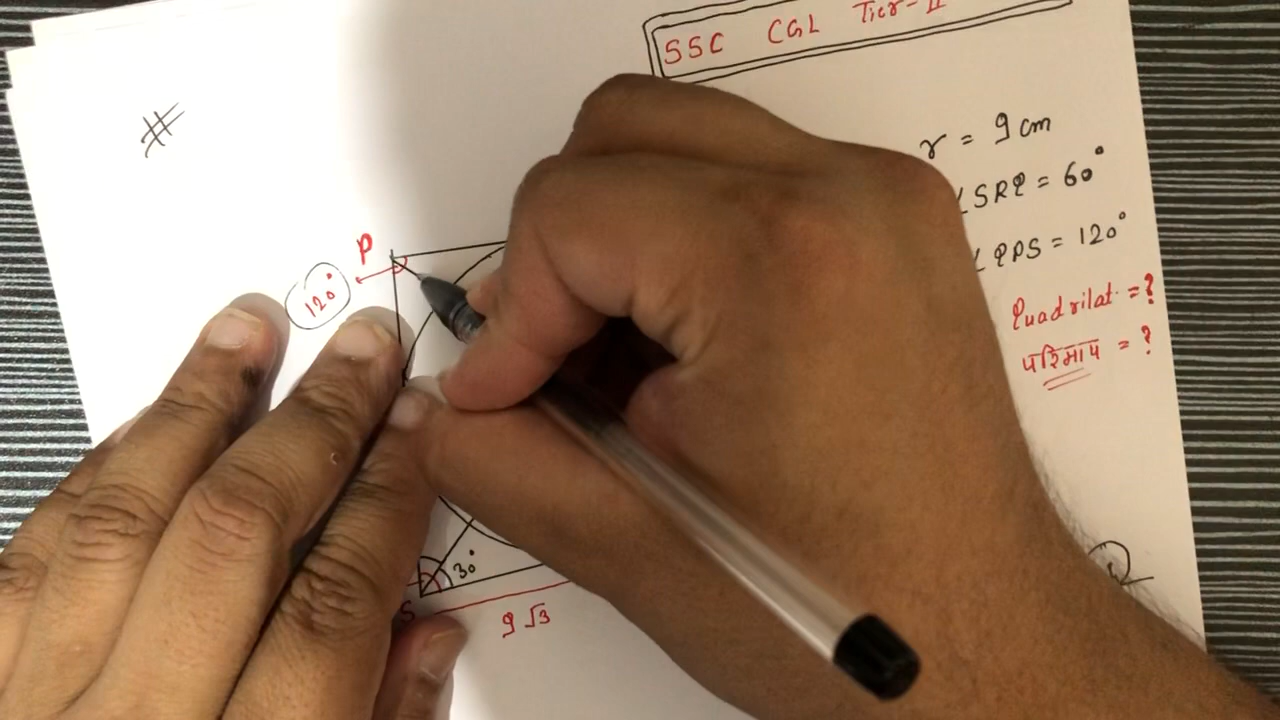 SSC CGL Tier-II
#
r = 9 cm
∠SRQ = 60°
∠QPS = 120°
P
120°
Quadrilat. = ?
परिमाप = ?
30°
S
9√3